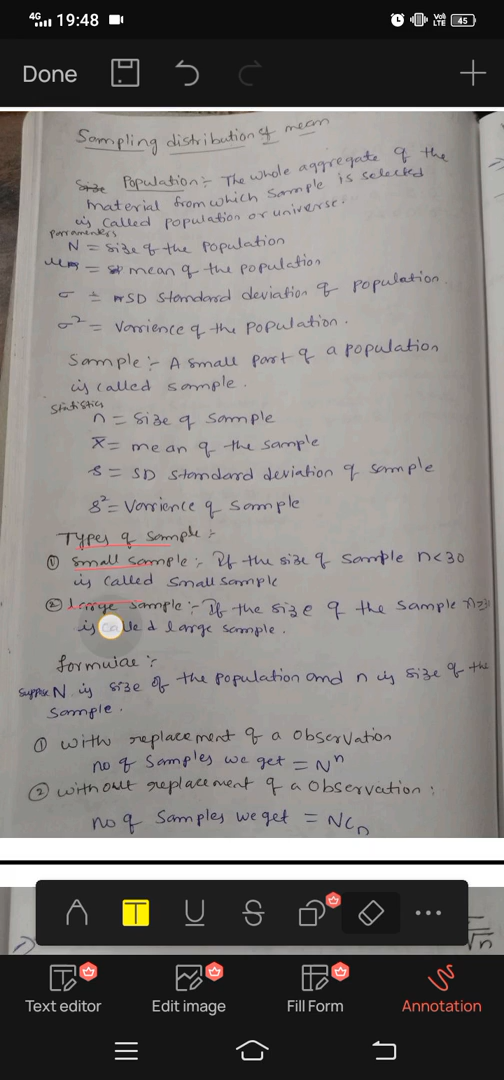 4G 19:48 Vo) LTE 45
Done
Sampling distribution of mean
Population :- The whole aggregate of the
material from which sample is selected
is called population or universe.
Parameters
N = size of the population
= mean of the population
σ = SD standard deviation of population.
σ² = Varrience of the population.
Sample :- A small part of a population
is called sample.
Statistics
n = size of sample
x̄ = mean of the sample
s = SD standard deviation of sample
s² = Varrience of sample
Types of sample :-
① small sample :- If the size of sample n<30
is called small sample
② large sample :- If the size of the sample n≥3
is called large sample.
formulae :-
suppose N is size of the population and n is size of the
sample.
① with replacement of a observation
no of samples we get = Nⁿ
② without replacement of a observation :
no of samples we get = NCn
√n
T U S
Text editor
Edit image
Fill Form
Annotation